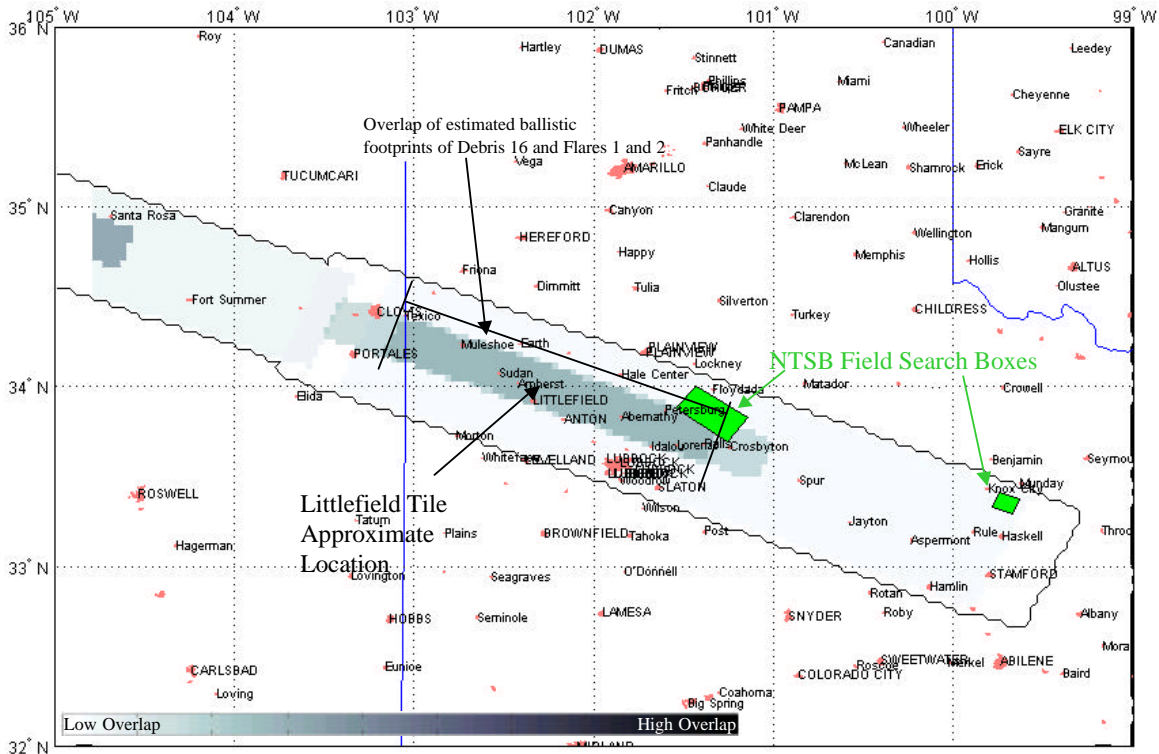 105° W 104° W 103° W 102° W 101° W 100° W 99° W
36° N
Roy
Hartley
DUMAS
Stinnett
Canadian
Leedey
Phillips
Fritch
Miami
Cheyenne
PAMPA
Overlap of estimated ballistic
footprints of Debris 16 and Flares 1 and 2
White Deer
Wheeler
ELK CITY
Panhandle
Sayre
Vega
AMARILLO
McLean
Shamrock
Erick
TUCUMCARI
Claude
35° N
Santa Rosa
Canyon
Clarendon
Granite
Mangum
Wellington
HEREFORD
Happy
Memphis
Hollis
ALTUS
Friona
Dimmitt
Tulia
Olustee
Fort Summer
Silverton
CHILDRESS
CLOVIS
Texico
Turkey
Muleshoe
Earth
PLAINVIEW
PLAINVIEW
PORTALES
Lockney
NTSB Field Search Boxes
34° N
Sudan
Hale Center
Amherst
Floydada
Matador
Crowell
Elida
LITTLEFIELD
Petersburg
ANTON
Abernathy
Morton
Idalou
Lorenzo
Ralls
Crosbyton
Whiteface
LEVELLAND
LUBBOCK
Benjamin
Seymou
Woodrow
SLATON
Spur
Knox City
Munday
ROSWELL
Littlefield Tile
Approximate
Location
Wilson
Tatum
Plains
BROWNFIELD
Tahoka
Post
Jayton
Rule
Haskell
Throc
Hagerman
Aspermont
33° N
Lovington
Seagraves
O'Donnell
STAMFORD
Hamlin
Rotan
HOBBS
Seminole
LAMESA
SNYDER
Roby
Albany
Mora
Eunice
SWEETWATER
Roscoe
Merkel
ABILENE
CARLSBAD
COLORADO CITY
Baird
Loving
Coahoma
Big Spring
Low Overlap
High Overlap
32° N
MIDLAND